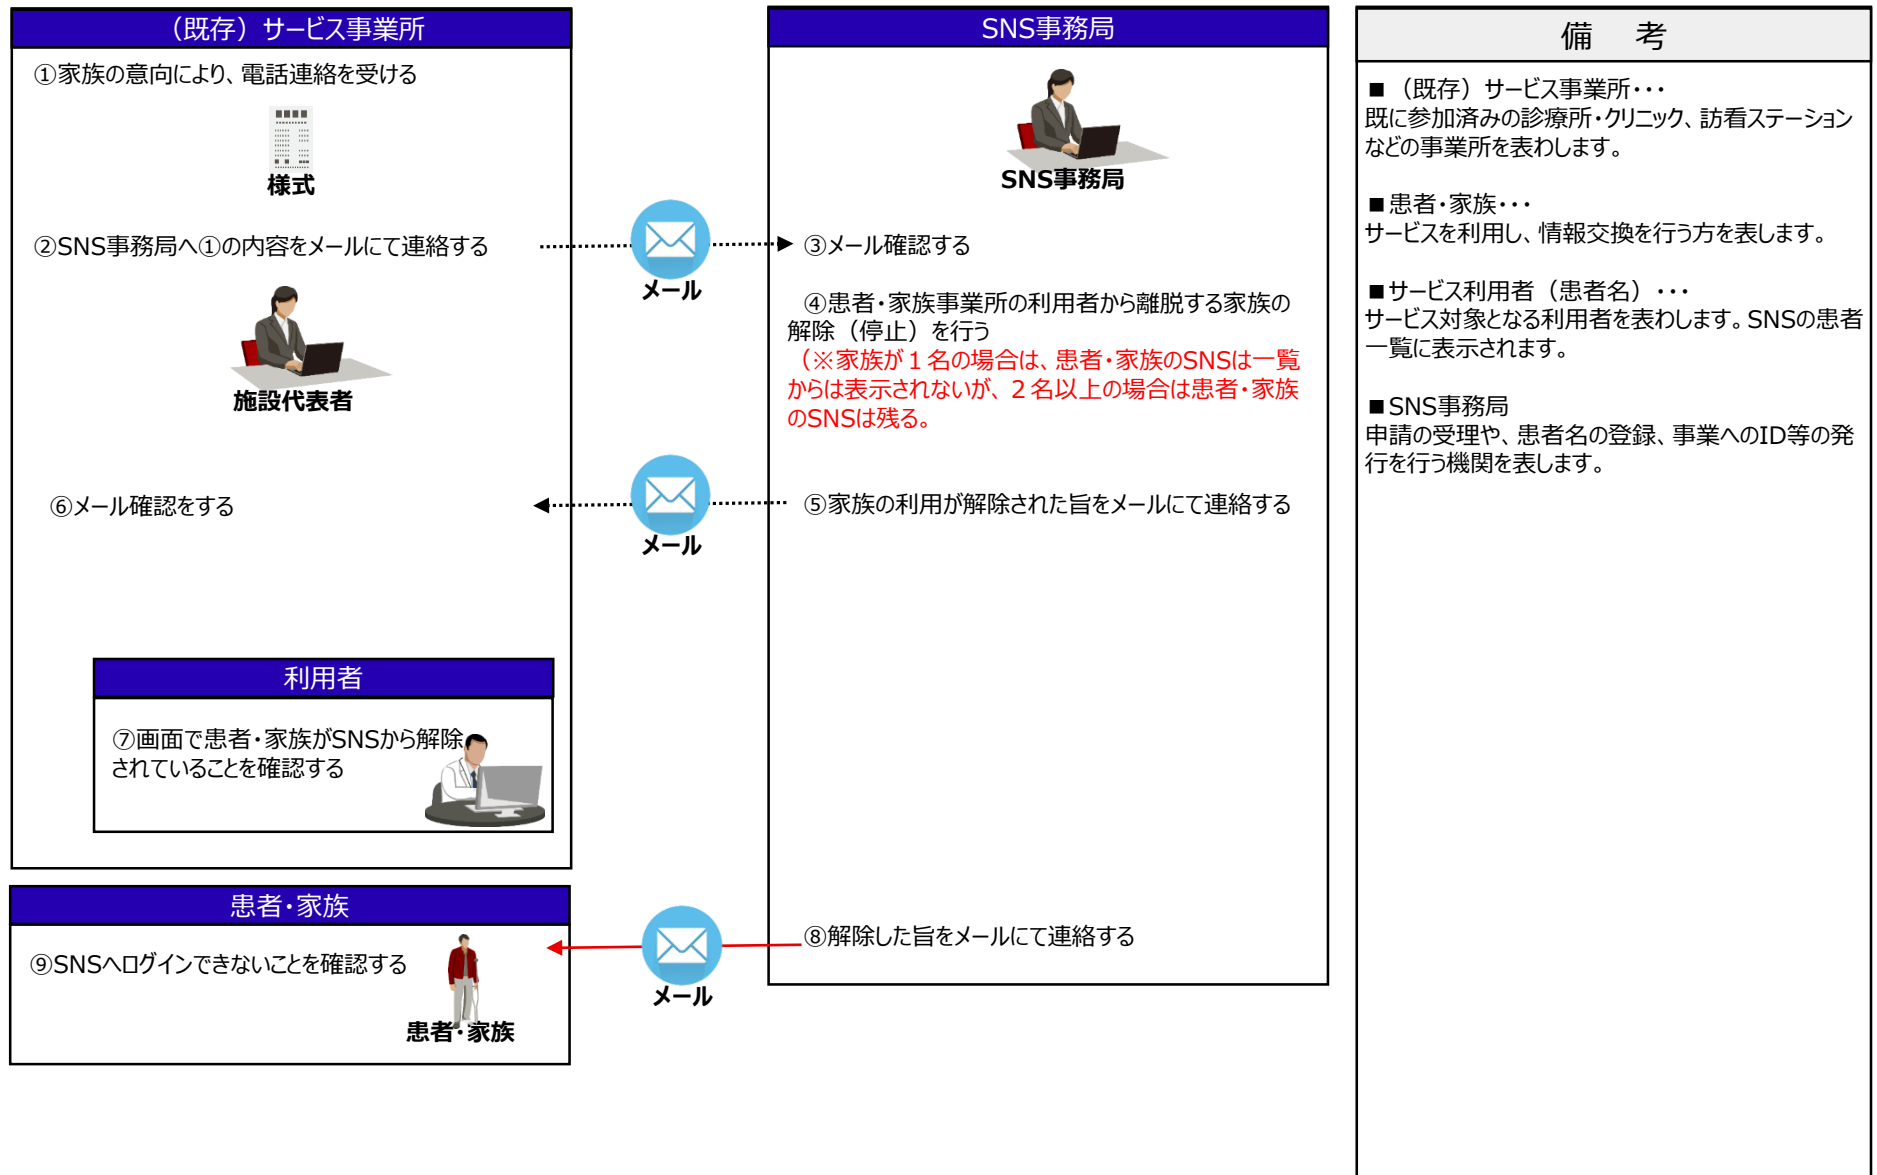 （既存）サービス事業所
①家族の意向により、電話連絡を受ける
様式
②SNS事務局へ①の内容をメールにて連絡する
施設代表者
⑥メール確認をする
利用者
⑦画面で患者・家族がSNSから解除
されていることを確認する
患者・家族
⑨SNSへログインできないことを確認する
患者・家族
メール
メール
メール
SNS事務局
SNS事務局
③メール確認する
④患者・家族事業所の利用者から離脱する家族の
解除（停止）を行う
（※家族が１名の場合は、患者・家族のSNSは一覧
からは表示されないが、２名以上の場合は患者・家族
のSNSは残る。
⑤家族の利用が解除された旨をメールにて連絡する
⑧解除した旨をメールにて連絡する
備　考
■（既存）サービス事業所・・・
既に参加済みの診療所・クリニック、訪看ステーション
などの事業所を表わします。
■患者・家族・・・
サービスを利用し、情報交換を行う方を表します。
■サービス利用者（患者名）・・・
サービス対象となる利用者を表わします。SNSの患者
一覧に表示されます。
■SNS事務局
申請の受理や、患者名の登録、事業へのID等の発
行を行う機関を表します。